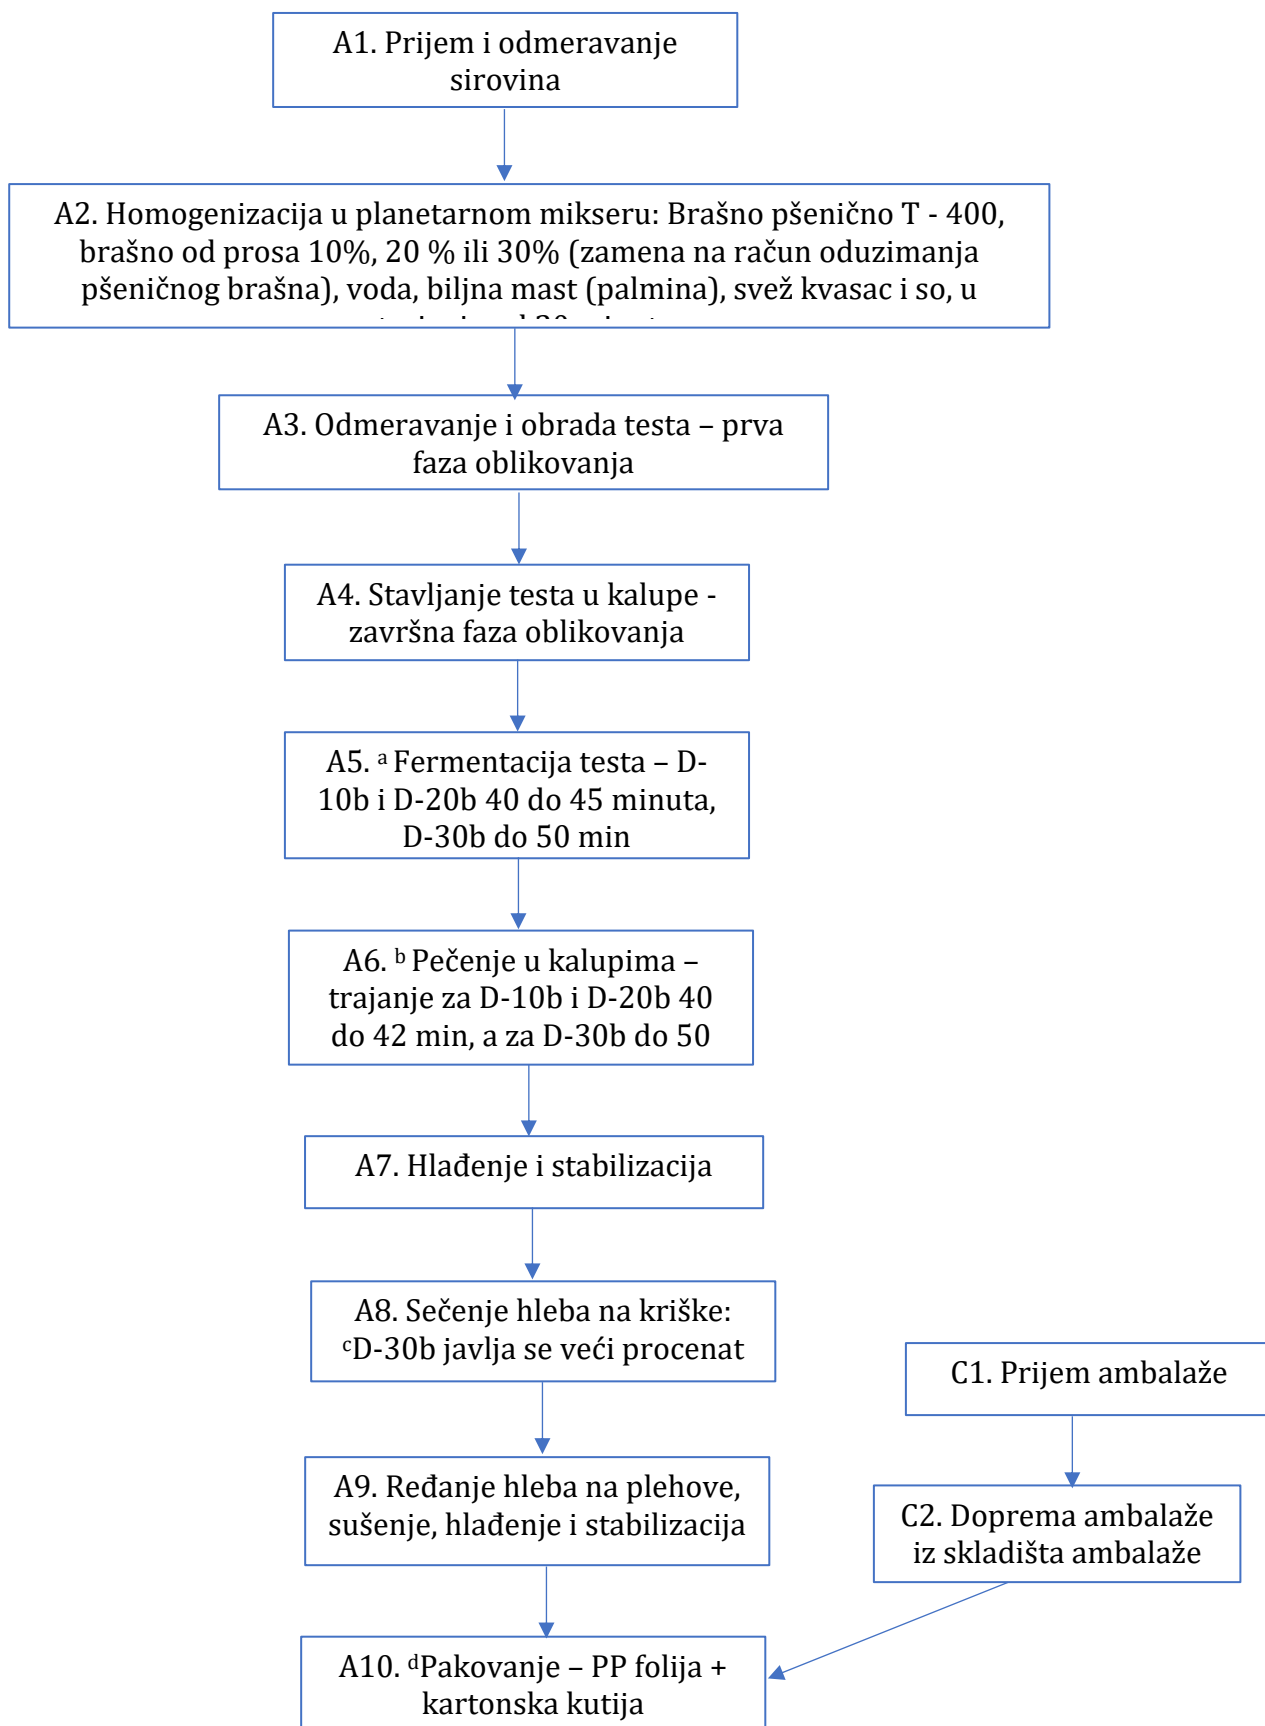 A1. Prijem i odmeravanje
sirovina
A2. Homogenizacija u planetarnom mikseru: Brašno pšenično T - 400,
brašno od prosa 10%, 20 % ili 30% (zamena na račun oduzimanja
pšeničnog brašna), voda, biljna mast (palmina), svež kvasac i so, u
A3. Odmeravanje i obrada testa – prva
faza oblikovanja
A4. Stavljanje testa u kalupe -
završna faza oblikovanja
A5. ᵃ Fermentacija testa – D-
10b i D-20b 40 do 45 minuta,
D-30b do 50 min
A6. ᵇ Pečenje u kalupima –
trajanje za D-10b i D-20b 40
do 42 min, a za D-30b do 50
A7. Hlađenje i stabilizacija
A8. Sečenje hleba na kriške:
ᶜD-30b javlja se veći procenat
A9. Ređanje hleba na plehove,
sušenje, hlađenje i stabilizacija
C1. Prijem ambalaže
C2. Doprema ambalaže
iz skladišta ambalaže
A10. ᵈPakovanje – PP folija +
kartonska kutija